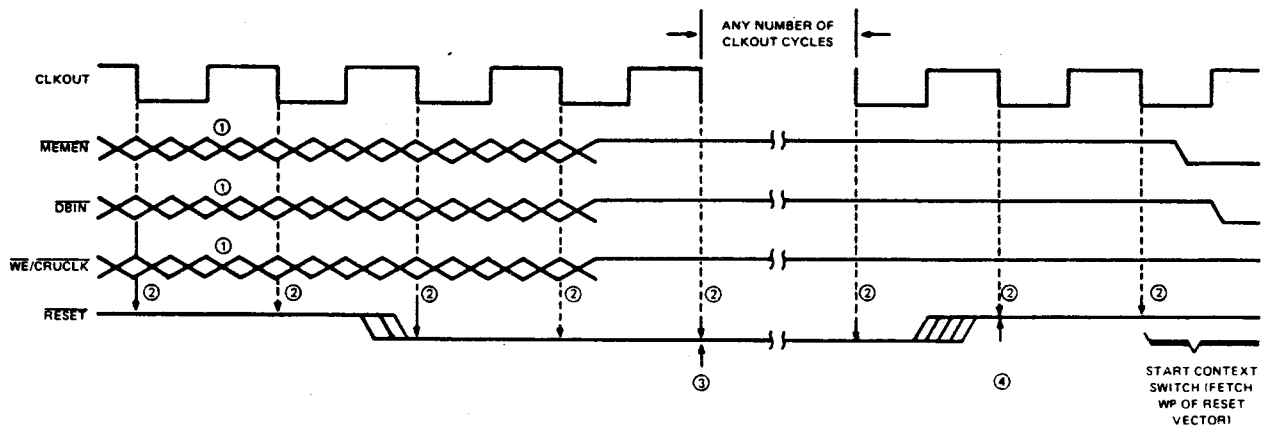 ANY NUMBER OF
CLKOUT CYCLES
CLKOUT
①
MEMEN
①
DBIN
①
WE/CRUCLK
② ② ② ② ② ② ② ②
RESET
③ ④
START CONTEXT
SWITCH (FETCH
WP OF RESET
VECTOR)